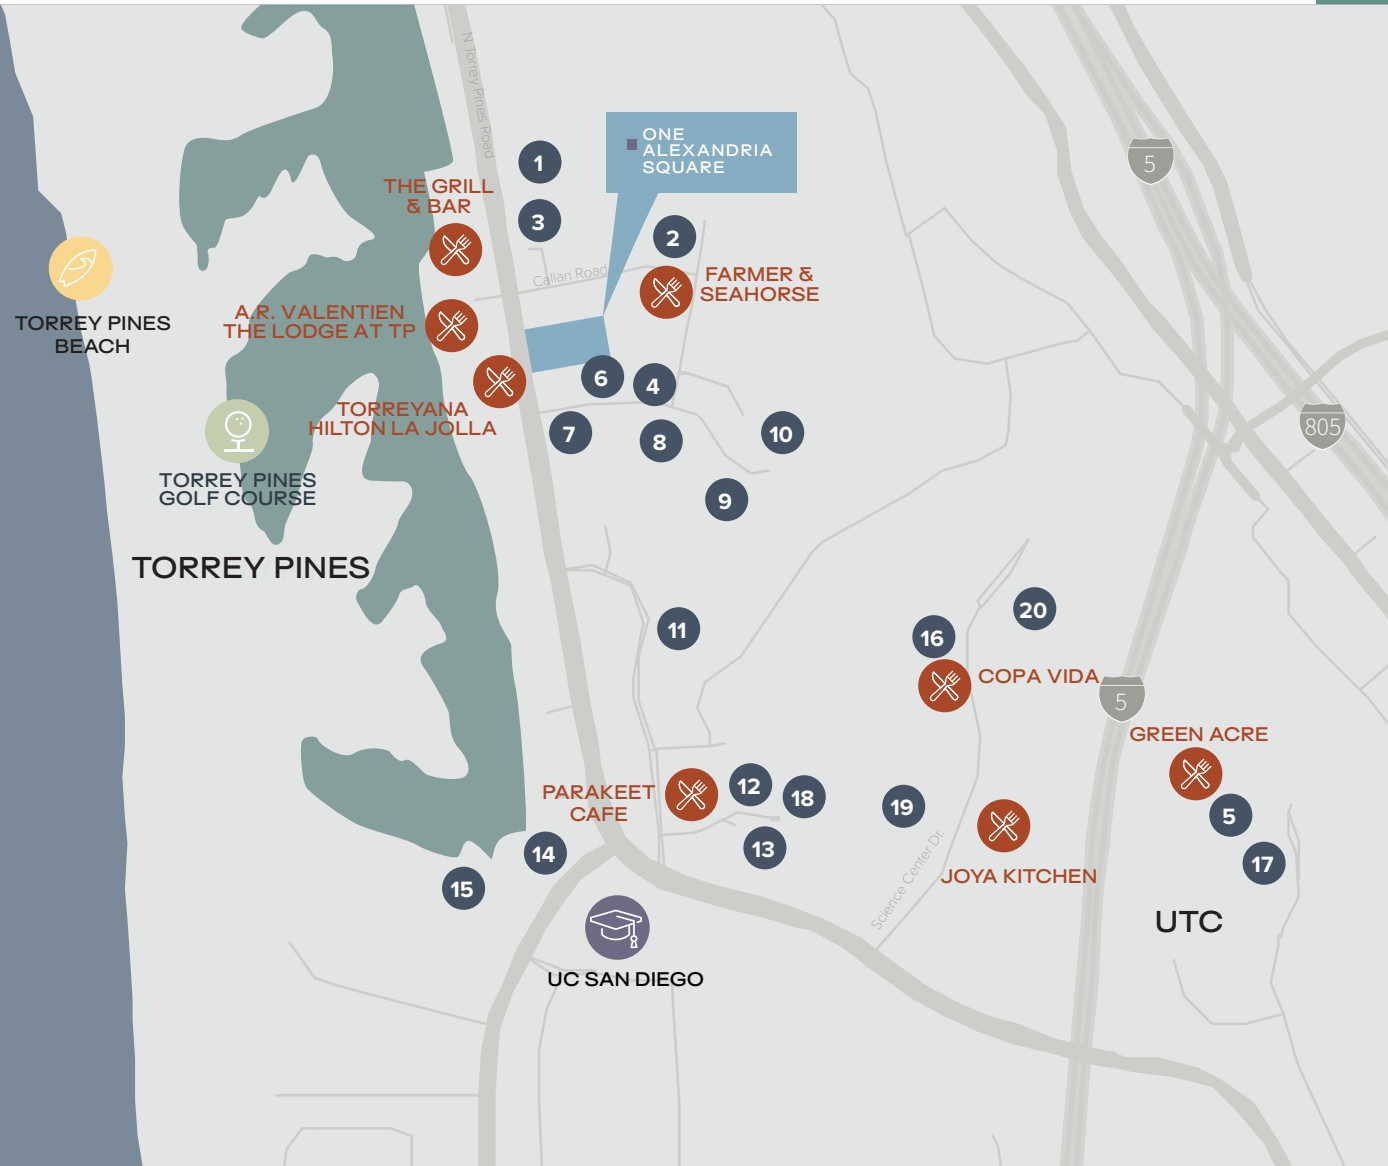 N Torrey Pines Road
ONE
ALEXANDRIA
SQUARE
5
1
THE GRILL
& BAR
3
2
Callan Road
FARMER &
SEAHORSE
A.R. VALENTIEN
THE LODGE AT TP
TORREY PINES
BEACH
6
4
TORREYANA
HILTON LA JOLLA
7
8
10
805
TORREY PINES
GOLF COURSE
9
TORREY PINES
11
16
20
COPA VIDA
5
GREEN ACRE
PARAKEET
CAFE
12
18
19
5
13
14
15
17
JOYA KITCHEN
Science Center Dr.
UTC
UC SAN DIEGO